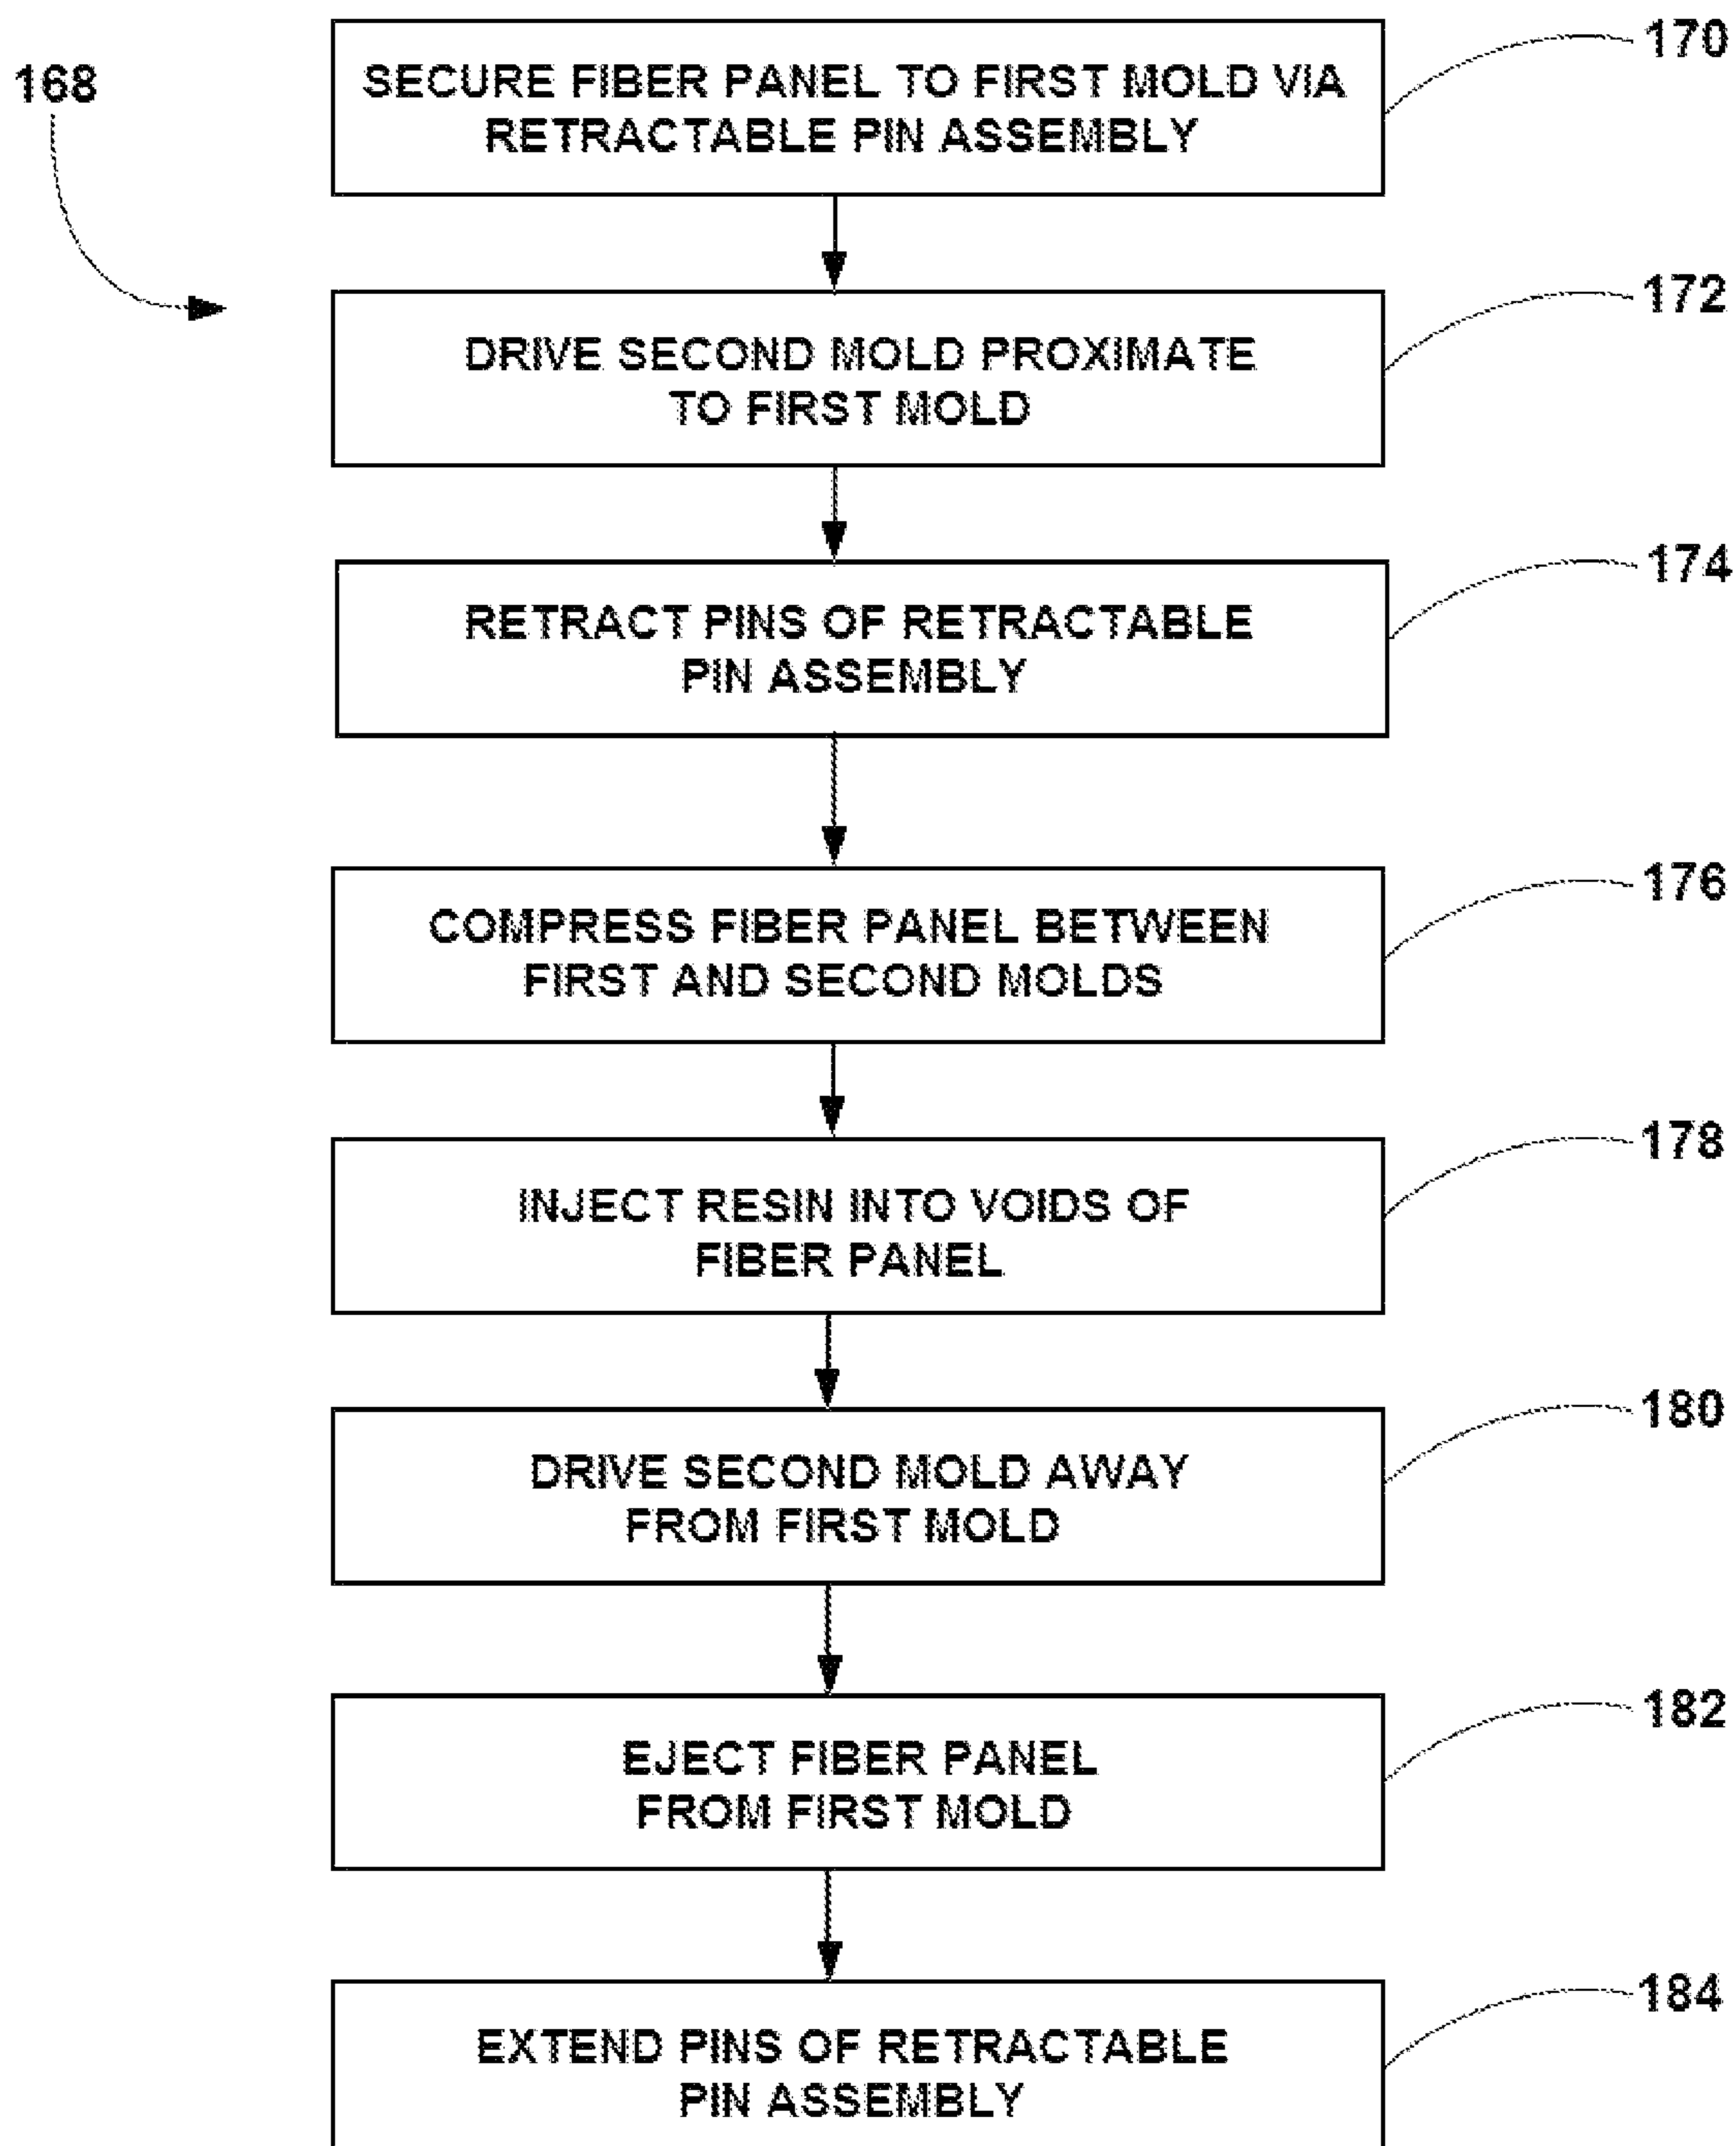 168
170
SECURE FIBER PANEL TO FIRST MOLD VIA
RETRACTABLE PIN ASSEMBLY
172
DRIVE SECOND MOLD PROXIMATE
TO FIRST MOLD
174
RETRACT PINS OF RETRACTABLE
PIN ASSEMBLY
176
COMPRESS FIBER PANEL BETWEEN
FIRST AND SECOND MOLDS
178
INJECT RESIN INTO VOIDS OF
FIBER PANEL
180
DRIVE SECOND MOLD AWAY
FROM FIRST MOLD
182
EJECT FIBER PANEL
FROM FIRST MOLD
184
EXTEND PINS OF RETRACTABLE
PIN ASSEMBLY